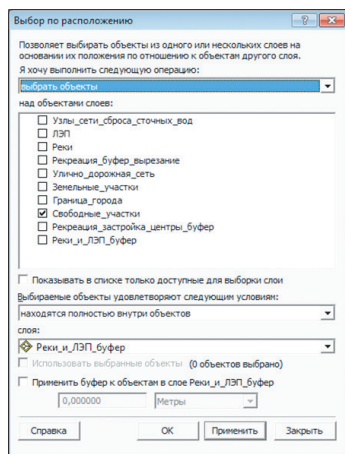 Выбор по расположению
Позволяет выбирать объекты из одного или нескольких слоев на
основании их положения по отношению к объектам другого слоя.
Я хочу выполнить следующую операцию:
выбрать объекты
над объектами слоев:
Узлы_сети_сброса_сточных_вод
ЛЭП
Реки
Рекреация_буфер_вырезание
Улично_дорожная_сеть
Земельные_участки
Граница_города
Свободные_участки
Рекреация_застройка_центры_буфер
Реки_и_ЛЭП_буфер
Показывать в списке только доступные для выборки слои
Выбираемые объекты удовлетворяют следующим условиям:
находятся полностью внутри объектов
слоя:
Реки_и_ЛЭП_буфер
Использовать выбранные объекты (0 объектов выбрано)
Применить буфер к объектам в слое Реки_и_ЛЭП_буфер
0,000000 Метры
Справка ОК Применить Закрыть